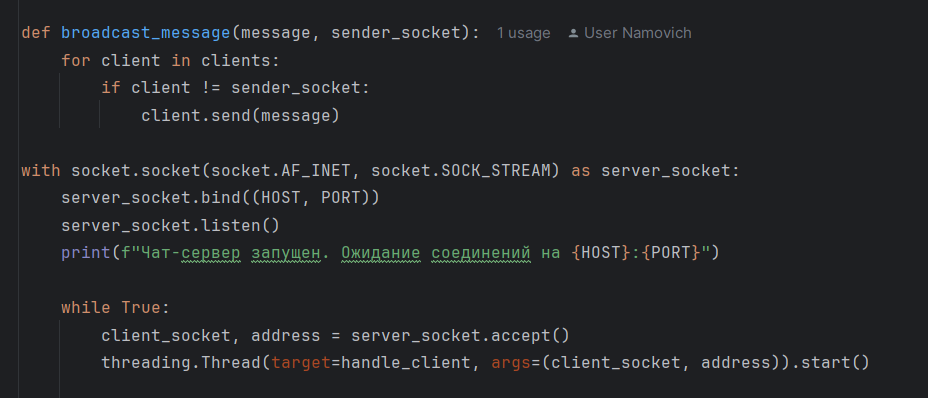 def broadcast_message(message, sender_socket): 1 usage User Namovich
for client in clients:
if client != sender_socket:
client.send(message)
with socket.socket(socket.AF_INET, socket.SOCK_STREAM) as server_socket:
server_socket.bind((HOST, PORT))
server_socket.listen()
print(f"Чат-сервер запущен. Ожидание соединений на {HOST}:{PORT}")
while True:
client_socket, address = server_socket.accept()
threading.Thread(target=handle_client, args=(client_socket, address)).start()